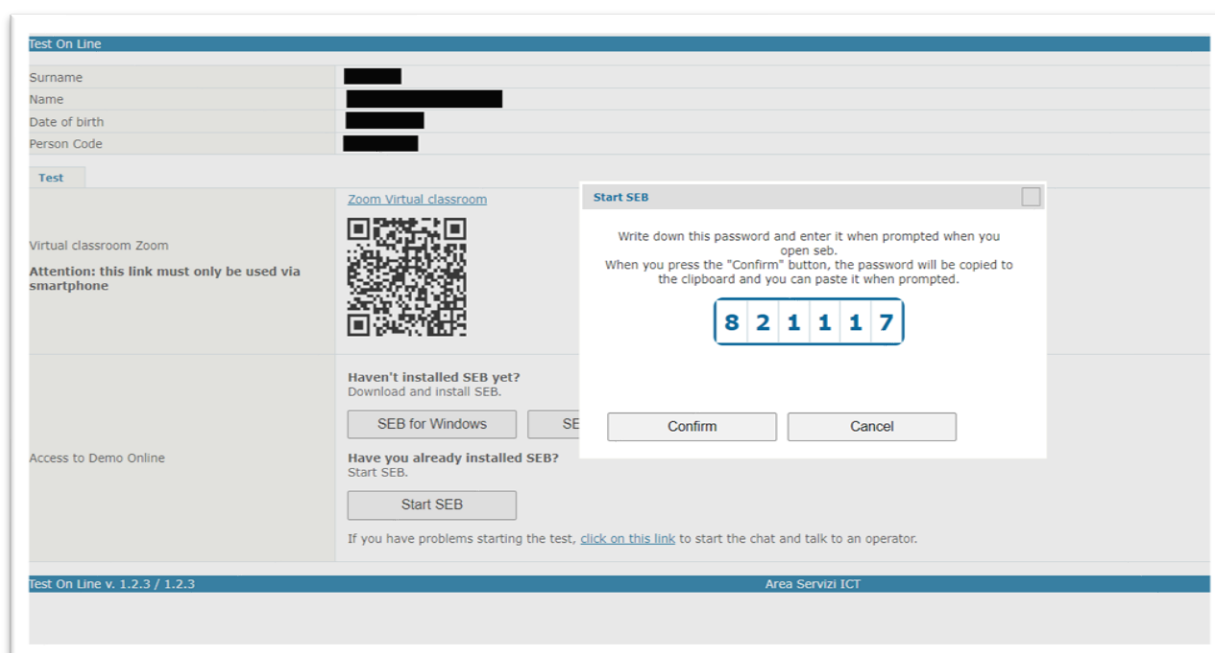 Test On Line
Surname
Name
Date of birth
Person Code
Test
Virtual classroom Zoom
Attention: this link must only be used via
smartphone
Zoom Virtual classroom
Start SEB
Write down this password and enter it when prompted when you
open seb.
When you press the "Confirm" button, the password will be copied to
the clipboard and you can paste it when prompted.
8 2 1 1 1 7
Confirm
Cancel
Access to Demo Online
Haven't installed SEB yet?
Download and install SEB.
SEB for Windows
SE
Have you already installed SEB?
Start SEB.
Start SEB
If you have problems starting the test, click on this link to start the chat and talk to an operator.
Test On Line v. 1.2.3 / 1.2.3
Area Servizi ICT